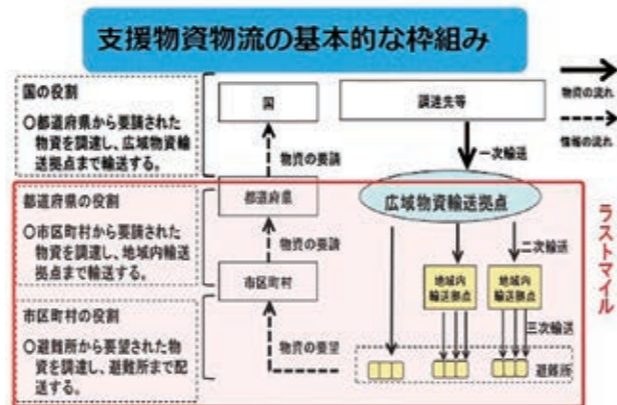 支援物資物流の基本的な枠組み
国の役割
○都道府県から要請された
物資を調達し、広域物資輸
送拠点まで輸送する。
国
調達先等
物資の流れ
情報の流れ
物資の要請
一次輸送
都道府県の役割
○市区町村から要請された
物資を調達し、地域内輸送
拠点まで輸送する。
都道府県
広域物資輸送拠点
物資の要請
二次輸送
市区町村
地域内
輸送拠点
地域内
輸送拠点
ラストマイル
市区町村の役割
○避難所から要望された物
資を調達し、避難所まで配
送する。
物資の要望
三次輸送
避難所